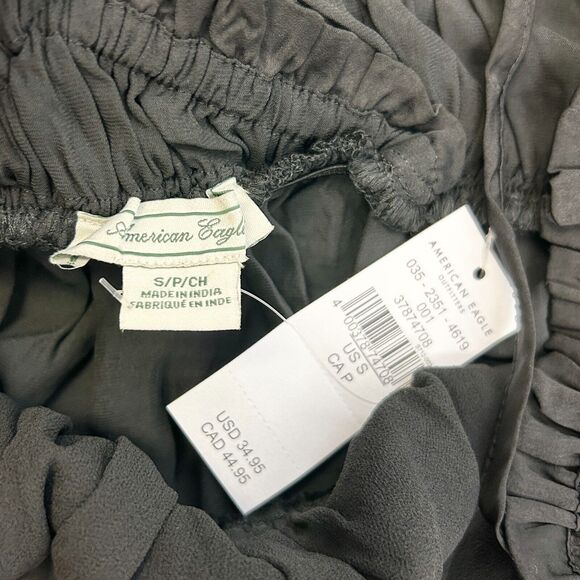 American Eagle
S/P/CH
MADE IN INDIA
FABRIQUÉ EN INDE
AMERICAN EAGLE
OUTFITTERS
035 - 2351 - 4619
001
37874708
US S
CA P
USD 34.95
CAD 44.95